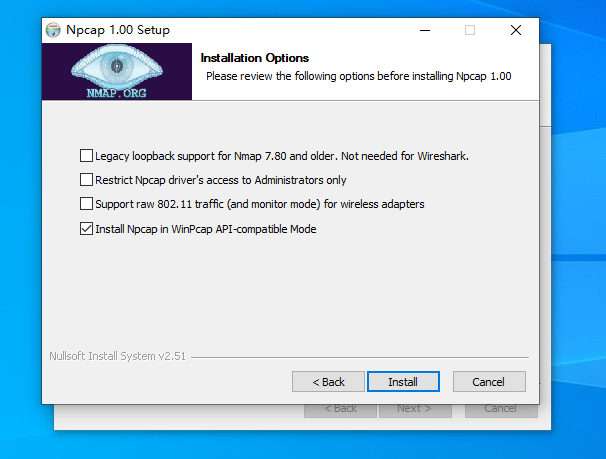 Npcap 1.00 Setup
Installation Options
Please review the following options before installing Npcap 1.00
NMAP.ORG
Legacy loopback support for Nmap 7.80 and older. Not needed for Wireshark.
Restrict Npcap driver's access to Administrators only
Support raw 802.11 traffic (and monitor mode) for wireless adapters
Install Npcap in WinPcap API-compatible Mode
Nullsoft Install System v2.51
< Back Install Cancel
< Back Next > Cancel